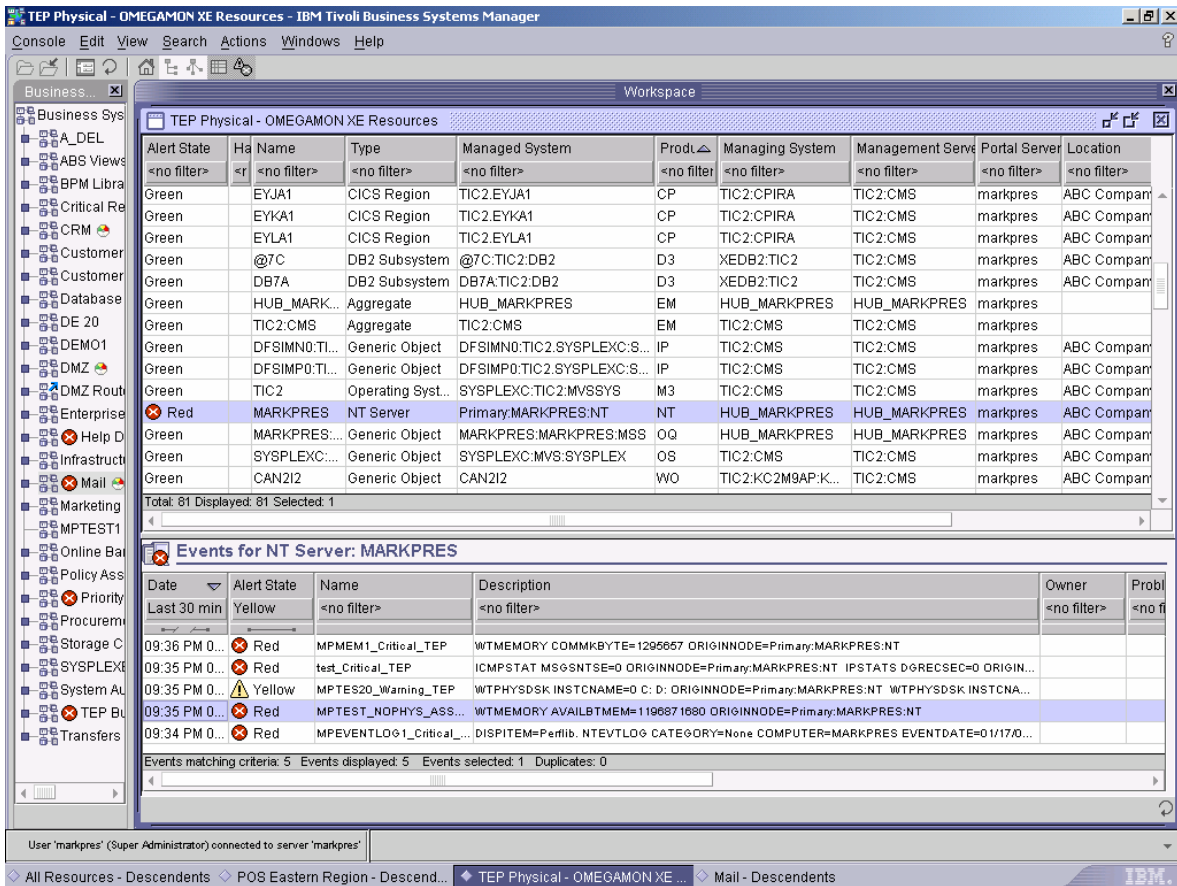 TEP Physical - OMEGAMON XE Resources - IBM Tivoli Business Systems Manager
Console Edit View Search Actions Windows Help
Business...
Workspace
Business Sys
A_DEL
ABS Views
BPM Libra
Critical Re
CRM
Customer
Customer
Database
DE 20
DEMO1
DMZ
DMZ Rout
Enterprise
Help D
Infrastruct
Mail
Marketing
MPTEST1
Online Bar
Policy Ass
Priority
Procurem
Storage C
SYSPLEXE
System Au
TEP Bu
Transfers
TEP Physical - OMEGAMON XE Resources
Alert State Ha Name Type Managed System Produ Managing System Management Serve Portal Server Location
<no filter> <r <no filter> <no filter> <no filter> <no filter <no filter> <no filter> <no filter> <no filter>
Green EYJA1 CICS Region TIC2.EYJA1 CP TIC2:CPIRA TIC2:CMS markpres ABC Compan
Green EYKA1 CICS Region TIC2.EYKA1 CP TIC2:CPIRA TIC2:CMS markpres ABC Compan
Green EYLA1 CICS Region TIC2.EYLA1 CP TIC2:CPIRA TIC2:CMS markpres ABC Compan
Green @7C DB2 Subsystem @7C:TIC2:DB2 D3 XEDB2:TIC2 TIC2:CMS markpres ABC Compan
Green DB7A DB2 Subsystem DB7A:TIC2:DB2 D3 XEDB2:TIC2 TIC2:CMS markpres ABC Compan
Green HUB_MARK... Aggregate HUB_MARKPRES EM HUB_MARKPRES HUB_MARKPRES markpres
Green TIC2:CMS Aggregate TIC2:CMS EM TIC2:CMS TIC2:CMS markpres
Green DFSIMN0:TI... Generic Object DFSIMN0:TIC2.SYSPLEXC:S... IP TIC2:CMS TIC2:CMS markpres ABC Compan
Green DFSIMP0:TI... Generic Object DFSIMP0:TIC2.SYSPLEXC:S... IP TIC2:CMS TIC2:CMS markpres ABC Compan
Green TIC2 Operating Syst... SYSPLEXC:TIC2:MVSSYS M3 TIC2:CMS TIC2:CMS markpres ABC Compan
Red MARKPRES NT Server Primary:MARKPRES:NT NT HUB_MARKPRES HUB_MARKPRES markpres ABC Compan
Green MARKPRES:... Generic Object MARKPRES:MARKPRES:MSS OQ HUB_MARKPRES HUB_MARKPRES markpres ABC Compan
Green SYSPLEXC:... Generic Object SYSPLEXC:MVS:SYSPLEX OS TIC2:CMS TIC2:CMS markpres ABC Compan
Green CAN2I2 Generic Object CAN2I2 WO TIC2:KC2M9AP:K... TIC2:CMS markpres ABC Compan
Total: 81 Displayed: 81 Selected: 1
Events for NT Server: MARKPRES
Date Alert State Name Description Owner Probl
Last 30 min Yellow <no filter> <no filter> <no filter> <no fi
09:36 PM 0... Red MPMEM1_Critical_TEP WTMEMORY COMMKBYTE=1295657 ORIGINNODE=Primary:MARKPRES:NT
09:35 PM 0... Red test_Critical_TEP ICMPSTAT MSGSNTSE=0 ORIGINNODE=Primary:MARKPRES:NT IPSTATS DGRECSEC=0 ORIGIN...
09:35 PM 0... Yellow MPTES20_Warning_TEP WTPHYSDSK INSTCNAME=0 C: D: ORIGINNODE=Primary:MARKPRES:NT WTPHYSDSK INSTCNA...
09:35 PM 0... Red MPTEST_NOPHYS_ASS... WTMEMORY AVAILBTMEM=1196871680 ORIGINNODE=Primary:MARKPRES:NT
09:34 PM 0... Red MPEVENTLOG1_Critical_... DISPITEM=Perflib. NTEVTLOG CATEGORY=None COMPUTER=MARKPRES EVENTDATE=01/17/0...
Events matching criteria: 5 Events displayed: 5 Events selected: 1 Duplicates: 0
User 'markpres' (Super Administrator) connected to server 'markpres'
All Resources - Descendents POS Eastern Region - Descend... TEP Physical - OMEGAMON XE ... Mail - Descendents IBM.